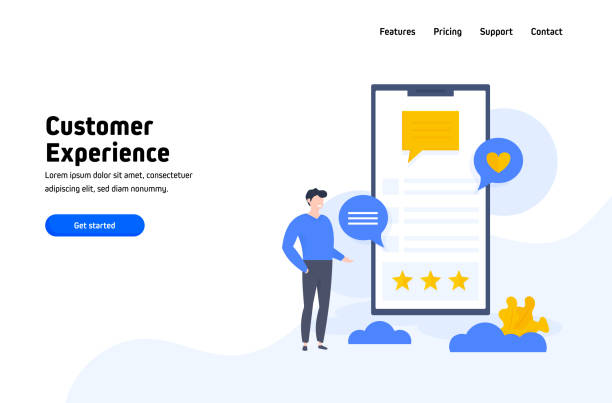 Features Pricing Support Contact
Customer
Experience
Lorem ipsum dolor sit amet, consectetuer
adipiscing elit, sed diam nonummy.
Get started